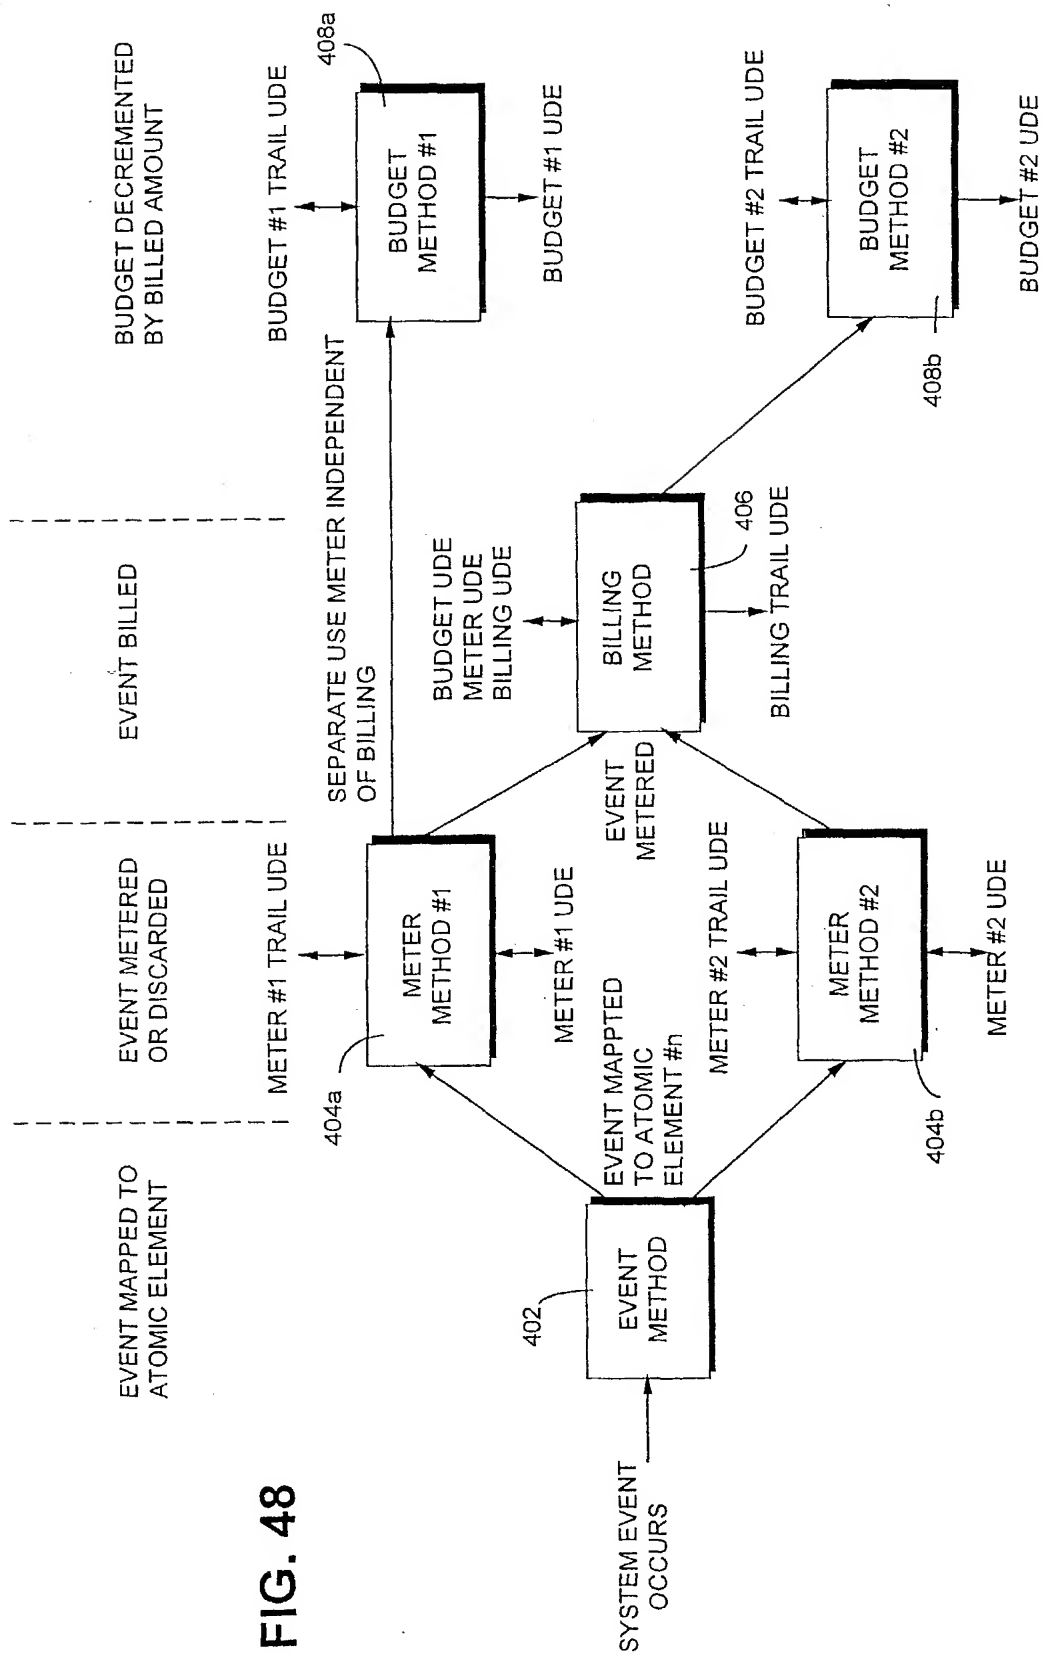 FIG. 48
EVENT MAPPED TO
ATOMIC ELEMENT
EVENT METERED
OR DISCARDED
EVENT BILLED
BUDGET DECREMENTED
BY BILLED AMOUNT
SYSTEM EVENT
OCCURS
402
EVENT
METHOD
EVENT MAPPTED
TO ATOMIC
ELEMENT #n
METER #1 TRAIL UDE
404a
METER
METHOD #1
METER #1 UDE
METER #2 TRAIL UDE
METER
METHOD #2
404b
METER #2 UDE
SEPARATE USE METER INDEPENDENT
OF BILLING
EVENT
METERED
BUDGET UDE
METER UDE
BILLING UDE
BILLING
METHOD
406
BILLING TRAIL UDE
BUDGET #1 TRAIL UDE
408a
BUDGET
METHOD #1
BUDGET #1 UDE
BUDGET #2 TRAIL UDE
BUDGET
METHOD #2
408b
BUDGET #2 UDE